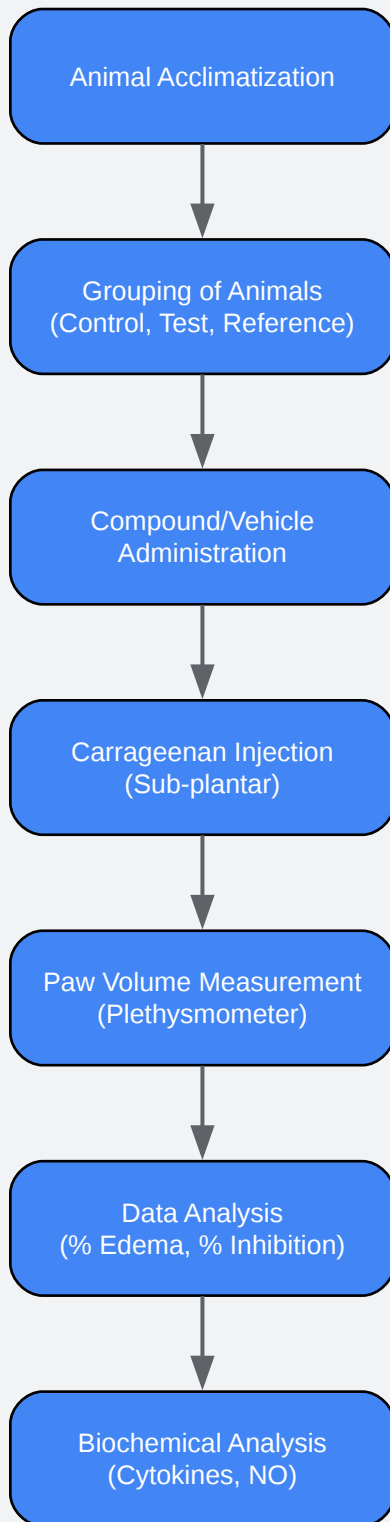 Animal Acclimatization
Grouping of Animals
(Control, Test, Reference)
Compound/Vehicle
Administration
Carrageenan Injection
(Sub-plantar)
Paw Volume Measurement
(Plethysmometer)
Data Analysis
(% Edema, % Inhibition)
Biochemical Analysis
(Cytokines, NO)